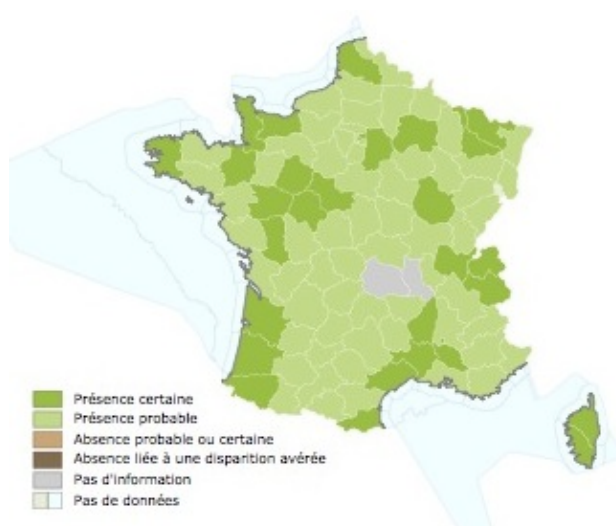 Présence certaine
Présence probable
Absence probable ou certaine
Absence liée à une disparition avérée
Pas d'information
Pas de données